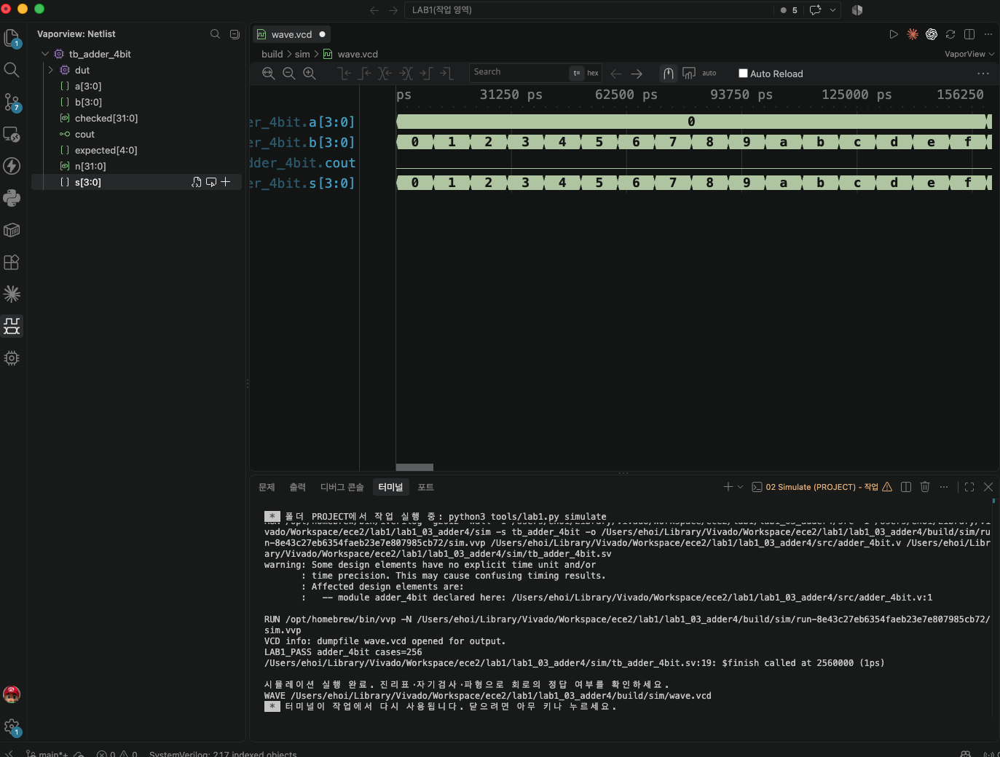 LAB1(작업 영역)
5
Vaporview: Netlist
wave.vcd
tb_adder_4bit
build > sim > wave.vcd
VaporView
dut
a[3:0]
b[3:0]
checked[31:0]
cout
expected[4:0]
n[31:0]
s[3:0]
1
7
1
Search
t=
hex
auto
Auto Reload
ps 31250 ps 62500 ps 93750 ps 125000 ps 156250
er_4bit.a[3:0] 0
er_4bit.b[3:0] 0 1 2 3 4 5 6 7 8 9 a b c d e f
dder_4bit.cout
er_4bit.s[3:0] 0 1 2 3 4 5 6 7 8 9 a b c d e f
문제 출력 디버그 콘솔 터미널 포트
02 Simulate (PROJECT) - 작업
* 폴더 PROJECT에서 작업 실행 중: python3 tools/lab1.py simulate
vado/Workspace/ece2/lab1/lab1_03_adder4/sim -s tb_adder_4bit -o /Users/ehoi/Library/Vivado/Workspace/ece2/lab1/lab1_03_adder4/build/sim/ru
n-8e43c27eb6354faeb23e7e807985cb72/sim.vvp /Users/ehoi/Library/Vivado/Workspace/ece2/lab1/lab1_03_adder4/src/adder_4bit.v /Users/ehoi/Libr
ary/Vivado/Workspace/ece2/lab1/lab1_03_adder4/sim/tb_adder_4bit.sv
warning: Some design elements have no explicit time unit and/or
: time precision. This may cause confusing timing results.
: Affected design elements are:
: -- module adder_4bit declared here: /Users/ehoi/Library/Vivado/Workspace/ece2/lab1/lab1_03_adder4/src/adder_4bit.v:1
RUN /opt/homebrew/bin/vvp -N /Users/ehoi/Library/Vivado/Workspace/ece2/lab1/lab1_03_adder4/build/sim/run-8e43c27eb6354faeb23e7e807985cb72/
sim.vvp
VCD info: dumpfile wave.vcd opened for output.
LAB1_PASS adder_4bit cases=256
/Users/ehoi/Library/Vivado/Workspace/ece2/lab1/lab1_03_adder4/sim/tb_adder_4bit.sv:19: $finish called at 2560000 (1ps)
시뮬레이션 실행 완료. 진리표·자기검사·파형으로 회로의 정답 여부를 확인하세요.
WAVE /Users/ehoi/Library/Vivado/Workspace/ece2/lab1/lab1_03_adder4/build/sim/wave.vcd
* 터미널이 작업에서 다시 사용됩니다. 닫으려면 아무 키나 누르세요.
main*+ 0 0 SystemVerilog: 217 indexed objects